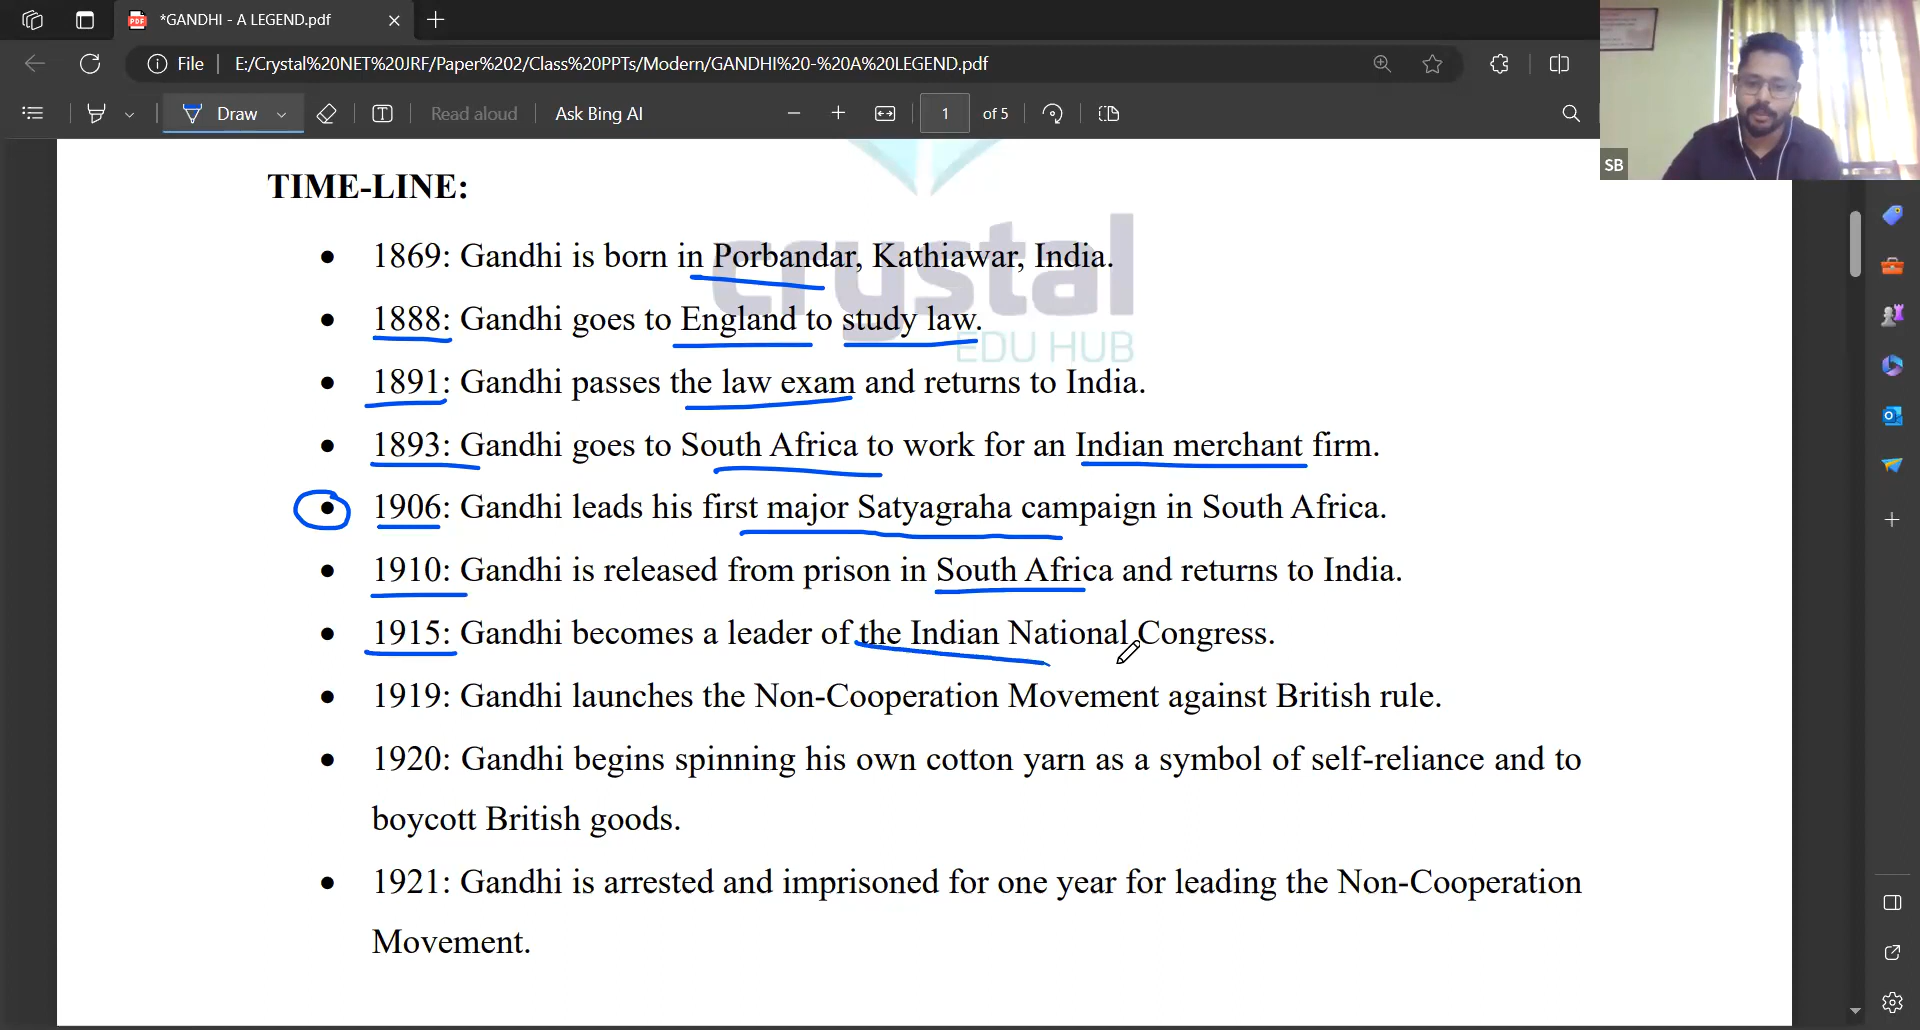 *GANDHI - A LEGEND.pdf
File
E:/Crystal%20NET%20JRF/Paper%202/Class%20PPTs/Modern/GANDHI%20-%20A%20LEGEND.pdf
Draw
Read aloud
Ask Bing AI
1
of 5
SB
TIME-LINE:
crystal
EDU HUB
• 1869: Gandhi is born in Porbandar, Kathiawar, India.
• 1888: Gandhi goes to England to study law.
• 1891: Gandhi passes the law exam and returns to India.
• 1893: Gandhi goes to South Africa to work for an Indian merchant firm.
• 1906: Gandhi leads his first major Satyagraha campaign in South Africa.
• 1910: Gandhi is released from prison in South Africa and returns to India.
• 1915: Gandhi becomes a leader of the Indian National Congress.
• 1919: Gandhi launches the Non-Cooperation Movement against British rule.
• 1920: Gandhi begins spinning his own cotton yarn as a symbol of self-reliance and to
boycott British goods.
• 1921: Gandhi is arrested and imprisoned for one year for leading the Non-Cooperation
Movement.